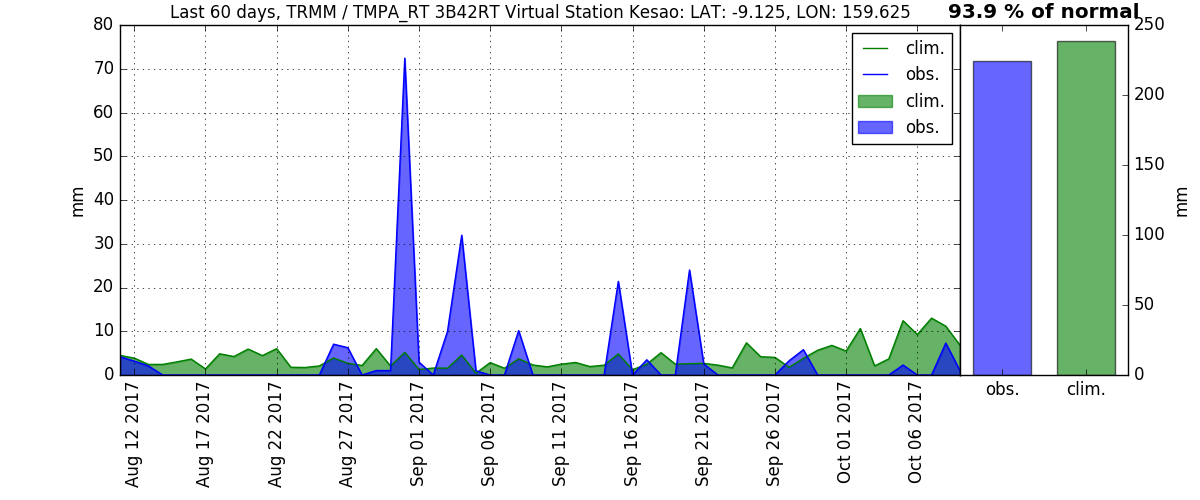 Last 60 days, TRMM / TMPA_RT 3B42RT Virtual Station Kesao: LAT: -9.125, LON: 159.625
93.9 % of normal
80
70
60
50
40
30
20
10
0
mm
clim.
obs.
clim.
obs.
250
200
150
100
50
0
mm
obs.
clim.
Aug 12 2017
Aug 17 2017
Aug 22 2017
Aug 27 2017
Sep 01 2017
Sep 06 2017
Sep 11 2017
Sep 16 2017
Sep 21 2017
Sep 26 2017
Oct 01 2017
Oct 06 2017